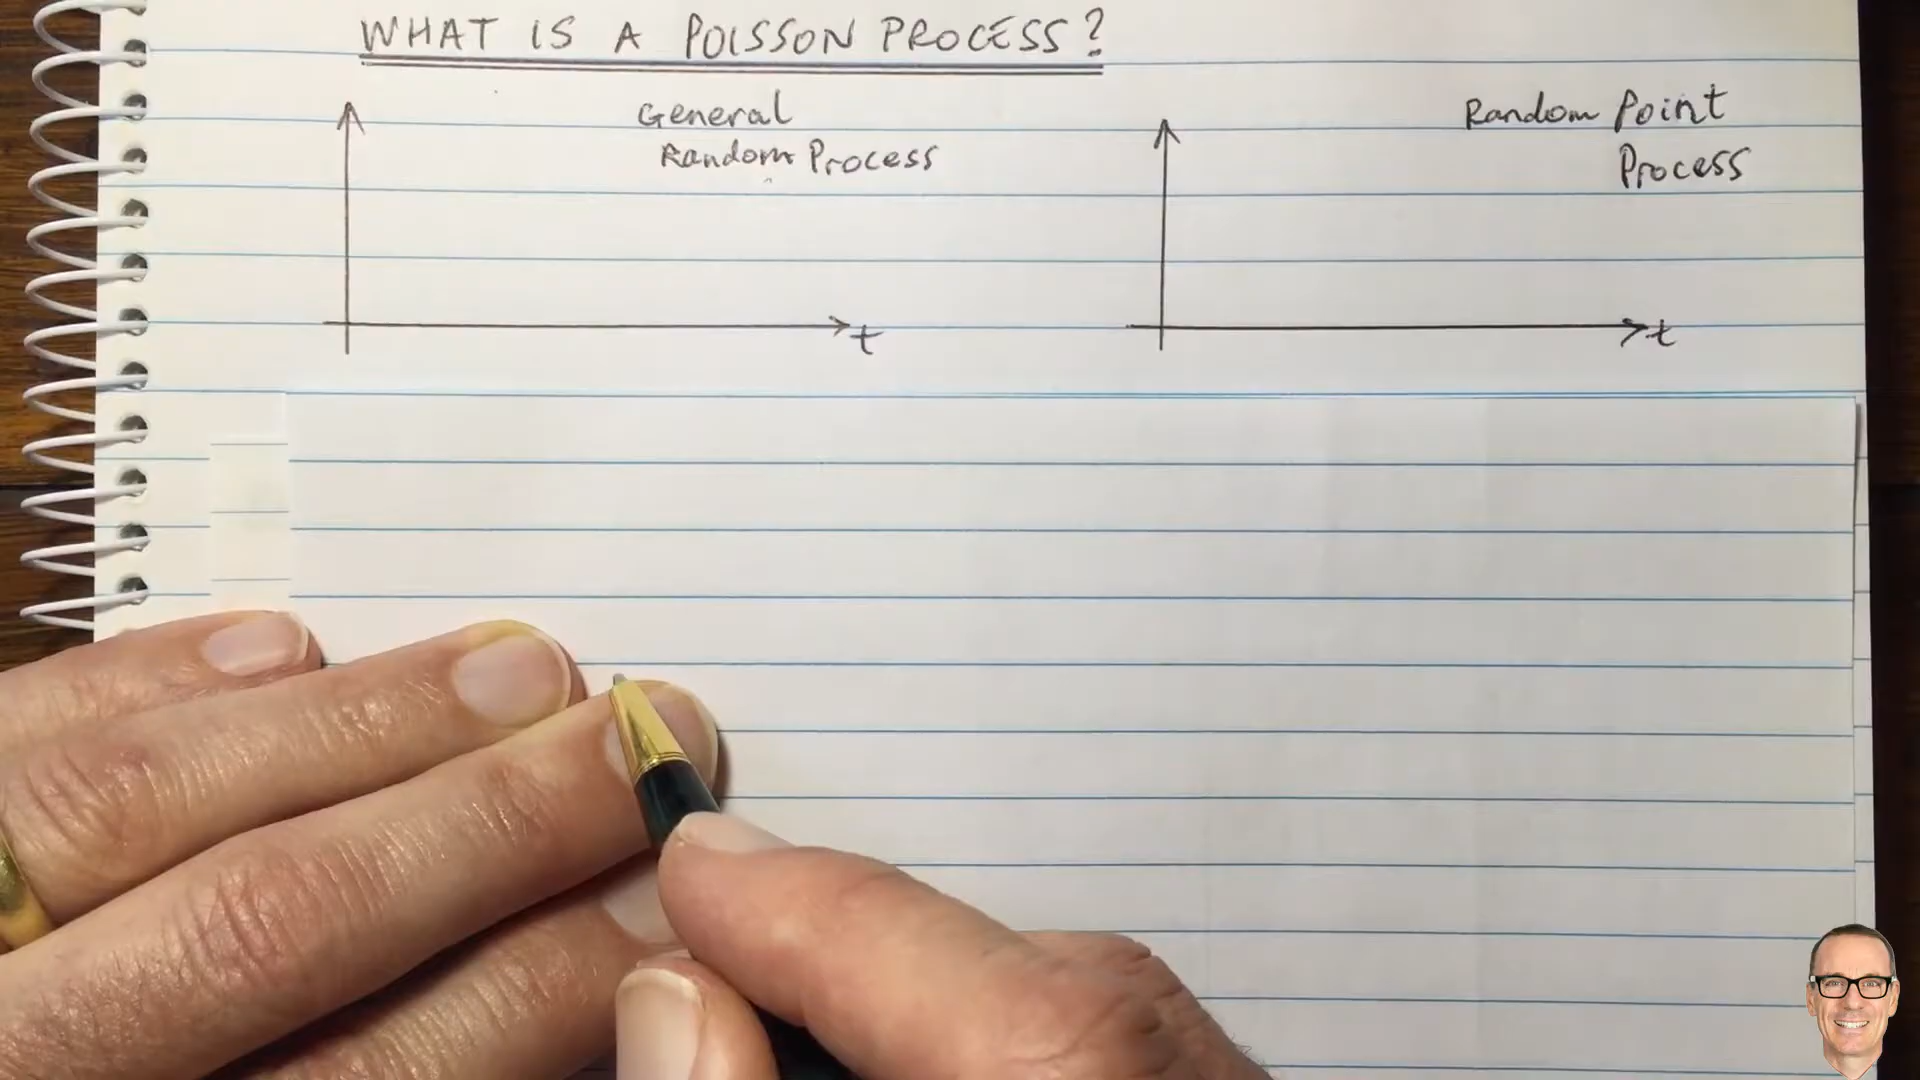 WHAT IS A POISSON PROCESS?
General
Random Process
t
Random Point
Process
t